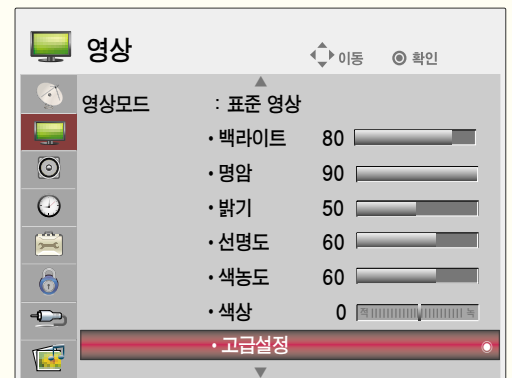 영상 이동 ◉ 확인
영상모드 : 표준 영상
• 백라이트 80
• 명암 90
• 밝기 50
• 선명도 60
• 색농도 60
• 색상 0 적 녹
• 고급설정